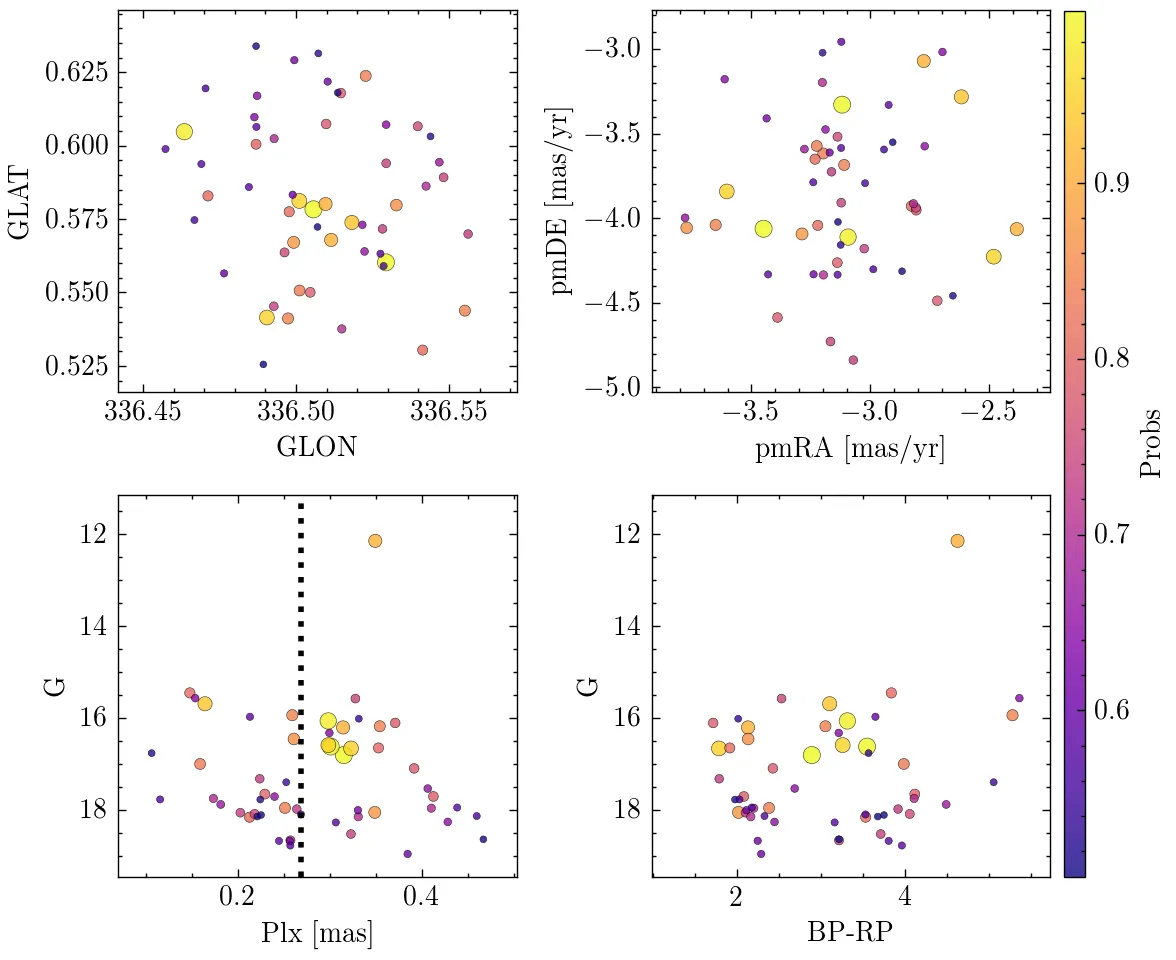 0.625
0.600
0.575
0.550
0.525
GLAT
336.45 336.50 336.55
GLON
−3.0
−3.5
−4.0
−4.5
−5.0
pmDE [mas/yr]
−3.5 −3.0 −2.5
pmRA [mas/yr]
12
14
16
18
G
0.2 0.4
Plx [mas]
12
14
16
18
G
2 4
BP-RP
0.9
0.8
0.7
0.6
Probs